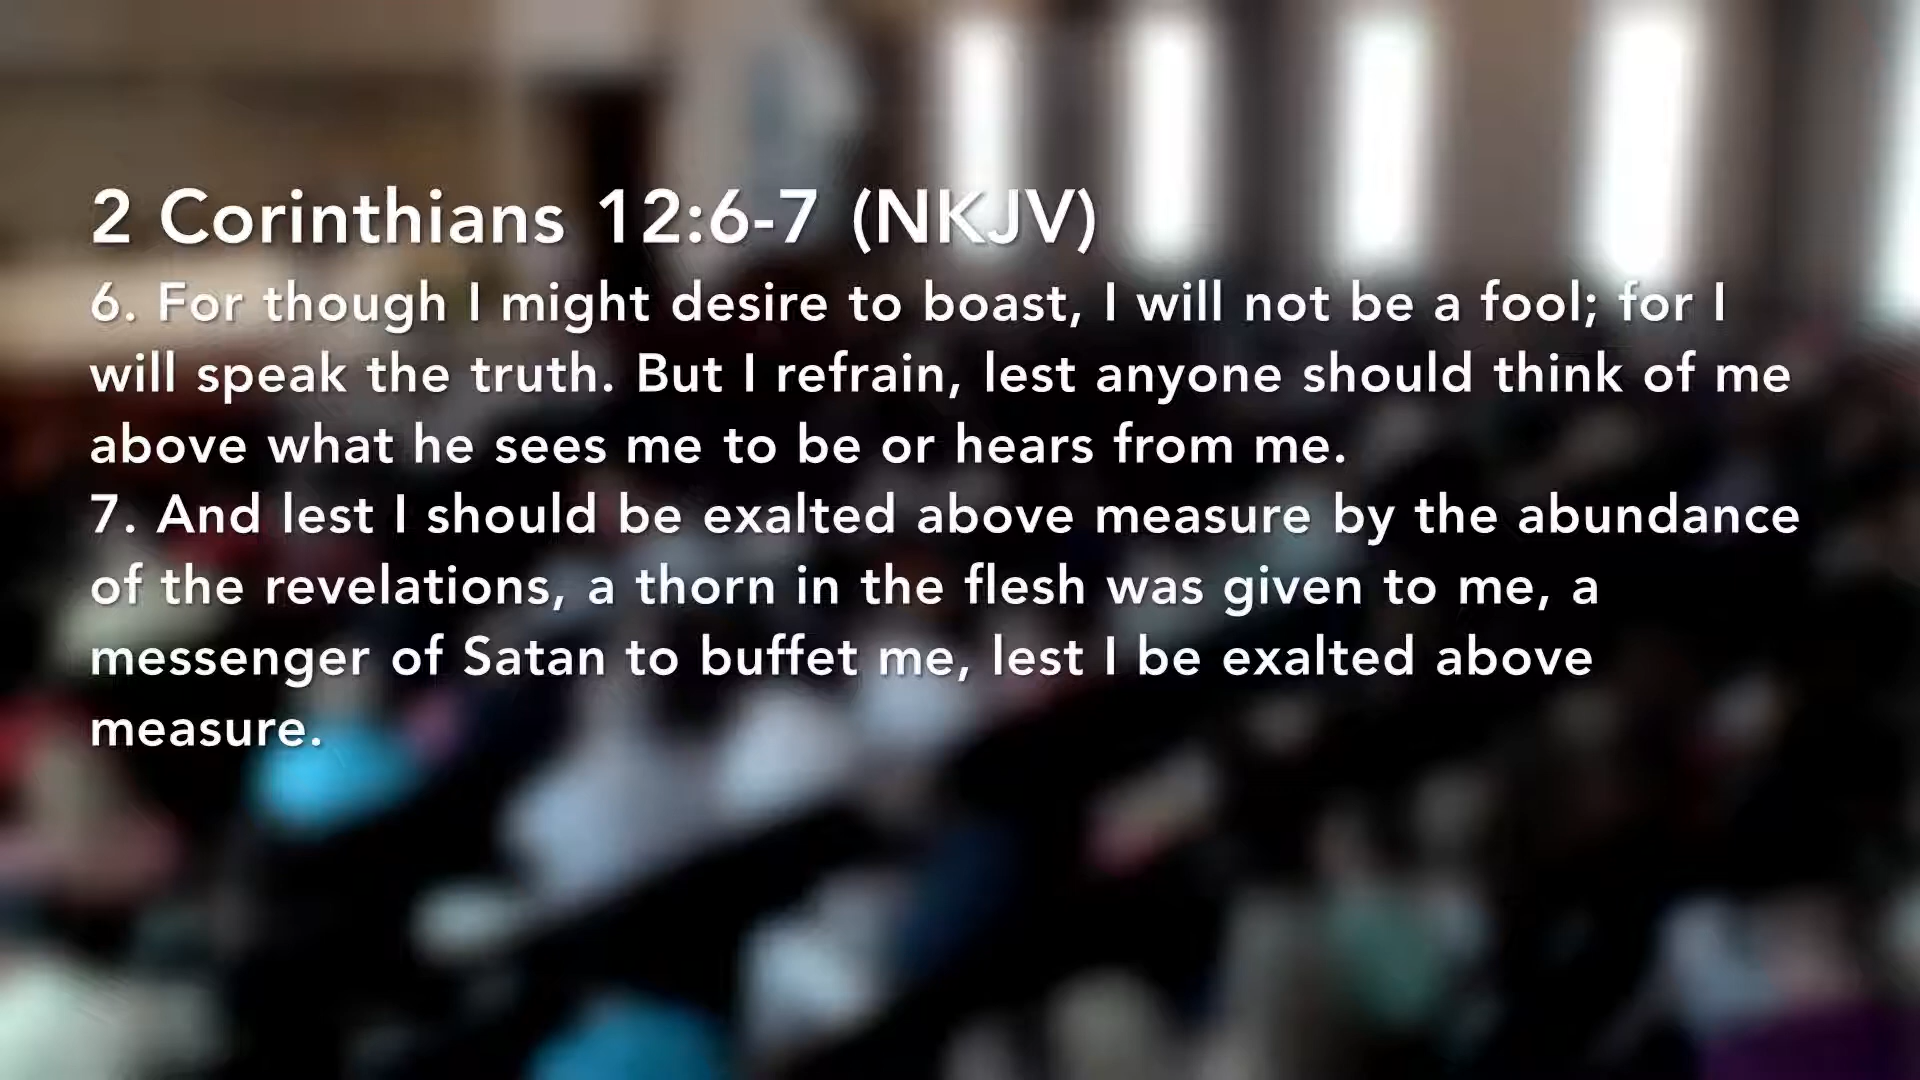 2 Corinthians 12:6-7 (NKJV)
6. For though I might desire to boast, I will not be a fool; for I
will speak the truth. But I refrain, lest anyone should think of me
above what he sees me to be or hears from me.
7. And lest I should be exalted above measure by the abundance
of the revelations, a thorn in the flesh was given to me, a
messenger of Satan to buffet me, lest I be exalted above
measure.